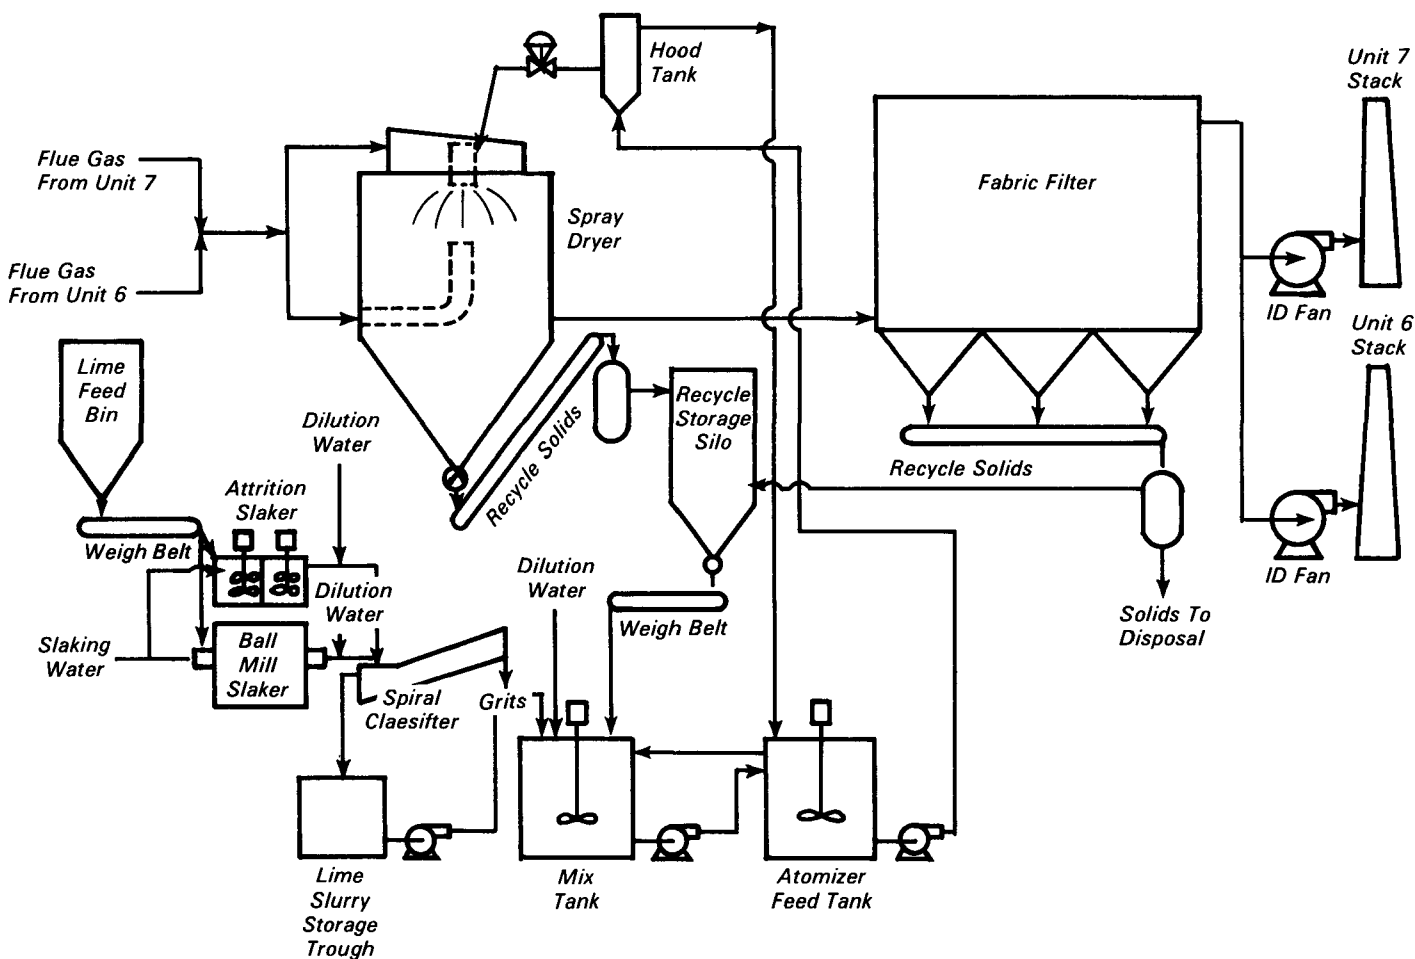 Hood
Tank
Unit 7
Stack
Flue Gas
From Unit 7
Fabric Filter
Spray
Dryer
Flue Gas
From Unit 6
ID Fan
Unit 6
Stack
Lime
Feed
Bin
Recycle
Storage
Silo
Dilution
Water
Recycle Solids
Recycle Solids
Attrition
Slaker
Weigh Belt
Dilution
Water
Dilution
Water
ID Fan
Weigh Belt
Solids To
Disposal
Slaking
Water
Ball
Mill
Slaker
Spiral
Claesifter
Grits
Lime
Slurry
Storage
Trough
Mix
Tank
Atomizer
Feed Tank